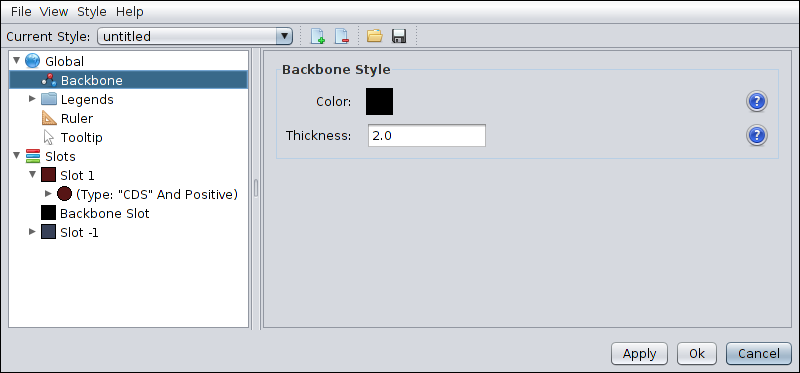 File View Style Help
Current Style: untitled
Global
Backbone
Legends
Ruler
Tooltip
Slots
Slot 1
(Type: "CDS" And Positive)
Backbone Slot
Slot -1
Backbone Style
Color:
?
Thickness: 2.0
?
Apply Ok Cancel